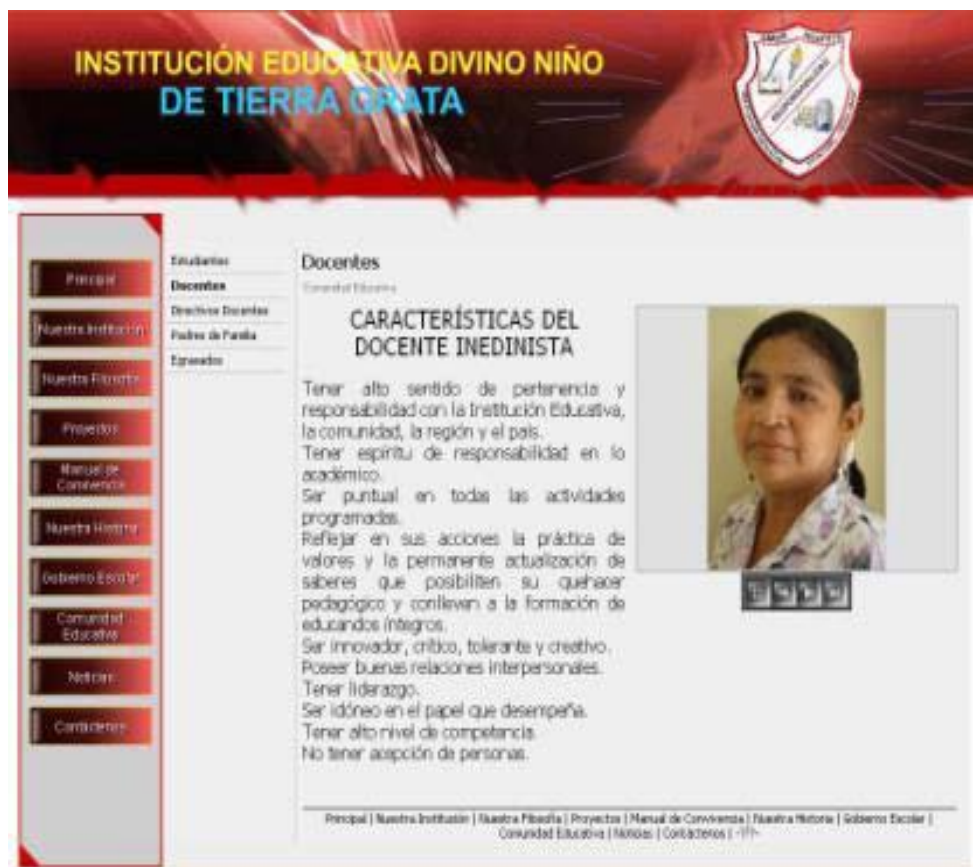 INSTITUCIÓN EDUCATIVA DIVINO NIÑO
DE TIERRA GRATA
Principal
Nuestra Institución
Nuestra Filosofía
Proyectos
Manual de
Convivencia
Nuestra Historia
Gobierno Escolar
Comunidad
Educativa
Noticias
Contáctenos
Estudiantes
Docentes
Directivos Docentes
Padres de Familia
Egresados
Docentes
Comunidad Educativa
CARACTERÍSTICAS DEL
DOCENTE INEDINISTA
Tener alto sentido de pertenencia y
responsabilidad con la Institución Educativa,
la comunidad, la región y el país.
Tener espíritu de responsabilidad en lo
académico.
Ser puntual en todas las actividades
programadas.
Reflejar en sus acciones la práctica de
valores y la permanente actualización de
saberes que posibiliten su quehacer
pedagógico y conlleven a la formación de
educandos íntegros.
Ser innovador, crítico, tolerante y creativo.
Poseer buenas relaciones interpersonales.
Tener liderazgo.
Ser idóneo en el papel que desempeña.
Tener alto nivel de competencia.
No tener acepción de personas.
Principal | Nuestra Institución | Nuestra Filosofía | Proyectos | Manual de Convivencia | Nuestra Historia | Gobierno Escolar |
Comunidad Educativa | Noticias | Contáctenos |